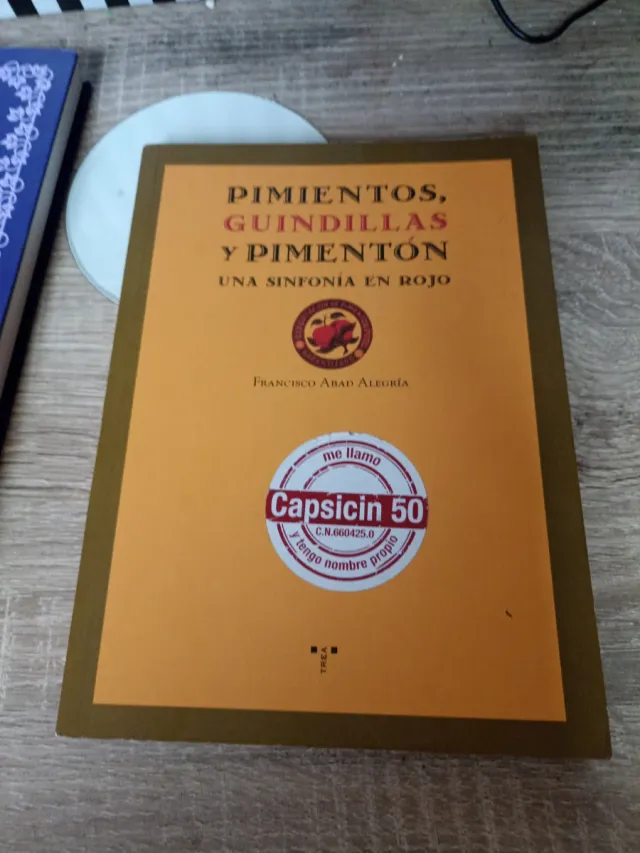 PIMIENTOS,
GUINDILLAS
Y PIMENTÓN
UNA SINFONÍA EN ROJO
FRANCISCO ABAD ALEGRÍA
me llamo
Capsicin 50
C.N.660425.0
y tengo nombre propio
TREA